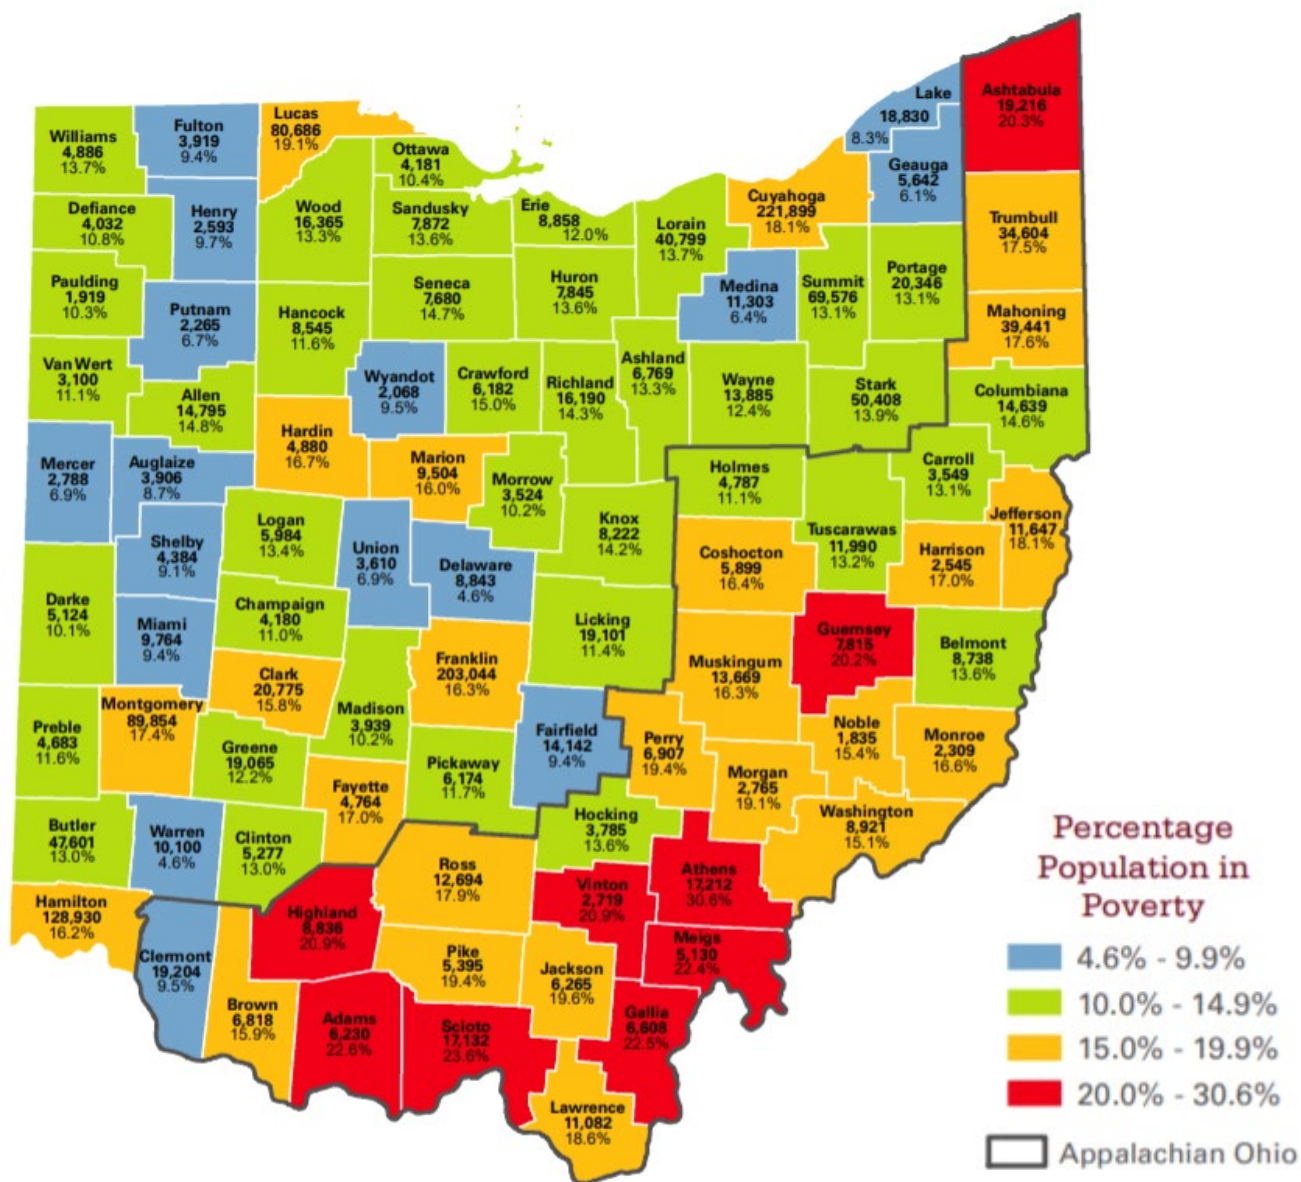 Williams
4,886
13.7%
Fulton
3,919
9.4%
Lucas
80,686
19.1%
Ottawa
4,181
10.4%
Lake
18,830
8.3%
Ashtabula
19,216
20.3%
Geauga
5,642
6.1%
Defiance
4,032
10.8%
Henry
2,593
9.7%
Wood
16,365
13.3%
Sandusky
7,872
13.6%
Erie
8,858
12.0%
Lorain
40,799
13.7%
Cuyahoga
221,899
18.1%
Trumbull
34,604
17.5%
Paulding
1,919
10.3%
Putnam
2,265
6.7%
Hancock
8,545
11.6%
Seneca
7,680
14.7%
Huron
7,845
13.6%
Medina
11,303
6.4%
Summit
69,576
13.1%
Portage
20,346
13.1%
Mahoning
39,441
17.6%
Van Wert
3,100
11.1%
Allen
14,795
14.8%
Wyandot
2,068
9.5%
Crawford
6,182
15.0%
Richland
16,190
14.3%
Ashland
6,769
13.3%
Wayne
13,885
12.4%
Stark
50,408
13.9%
Columbiana
14,639
14.6%
Hardin
4,880
16.7%
Mercer
2,788
6.9%
Auglaize
3,906
8.7%
Marion
9,504
16.0%
Morrow
3,524
10.2%
Holmes
4,787
11.1%
Carroll
3,549
13.1%
Jefferson
11,647
18.1%
Logan
5,984
13.4%
Shelby
4,384
9.1%
Union
3,610
6.9%
Delaware
8,843
4.6%
Knox
8,222
14.2%
Coshocton
5,899
16.4%
Tuscarawas
11,990
13.2%
Harrison
2,545
17.0%
Darke
5,124
10.1%
Miami
9,764
9.4%
Champaign
4,180
11.0%
Licking
19,101
11.4%
Guernsey
7,815
20.2%
Belmont
8,738
13.6%
Clark
20,775
15.8%
Franklin
203,044
16.3%
Muskingum
13,669
16.3%
Montgomery
89,854
17.4%
Madison
3,939
10.2%
Preble
4,683
11.6%
Greene
19,065
12.2%
Fairfield
14,142
9.4%
Perry
6,907
19.4%
Noble
1,835
15.4%
Monroe
2,309
16.6%
Pickaway
6,174
11.7%
Fayette
4,764
17.0%
Morgan
2,765
19.1%
Washington
8,921
15.1%
Butler
47,601
13.0%
Warren
10,100
4.6%
Clinton
5,277
13.0%
Hocking
3,785
13.6%
Ross
12,694
17.9%
Athens
17,212
30.6%
Vinton
2,719
20.9%
Hamilton
128,930
16.2%
Highland
8,836
20.9%
Meigs
5,130
22.4%
Clermont
19,204
9.5%
Pike
5,395
19.4%
Jackson
6,265
19.6%
Brown
6,818
15.9%
Adams
6,230
22.6%
Scioto
17,132
23.6%
Gallia
6,608
22.5%
Lawrence
11,082
18.6%
Percentage
Population in
Poverty
4.6% - 9.9%
10.0% - 14.9%
15.0% - 19.9%
20.0% - 30.6%
Appalachian Ohio